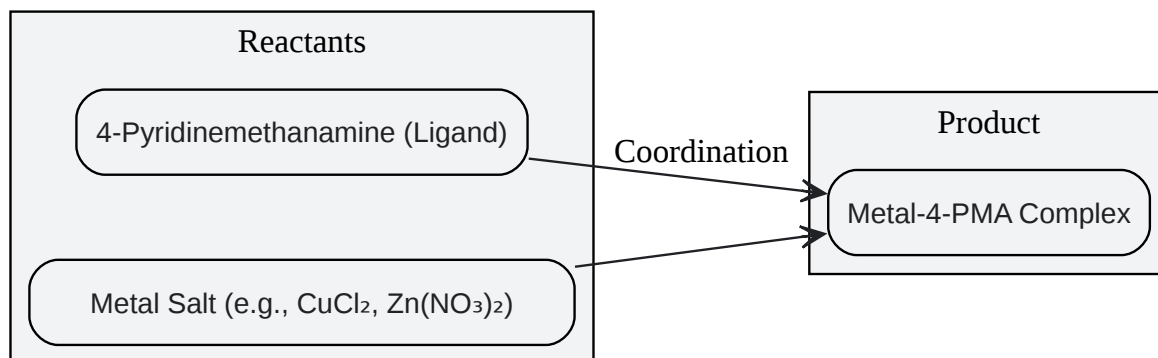 Reactants
4-Pyridinemethanamine (Ligand)
Coordination
Product
Metal-4-PMA Complex
Metal Salt (e.g., CuCl₂, Zn(NO₃)₂)